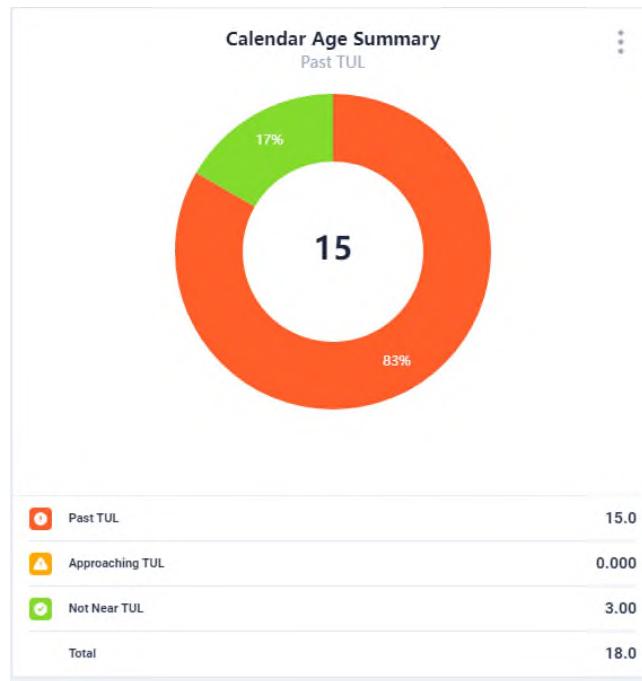 Calendar Age Summary
Past TUL
17%
15
83%
Past TUL 15.0
Approaching TUL 0.000
Not Near TUL 3.00
Total 18.0